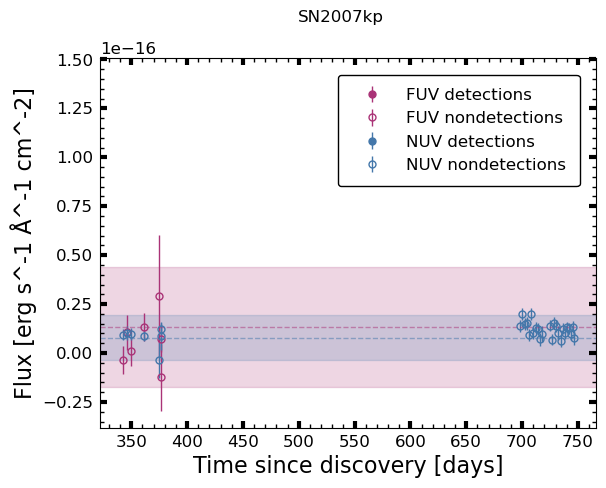 SN2007kp
1e−16
1.50
1.25
1.00
0.75
0.50
0.25
0.00
−0.25
Flux [erg s^-1 Å^-1 cm^-2]
FUV detections
FUV nondetections
NUV detections
NUV nondetections
350 400 450 500 550 600 650 700 750
Time since discovery [days]